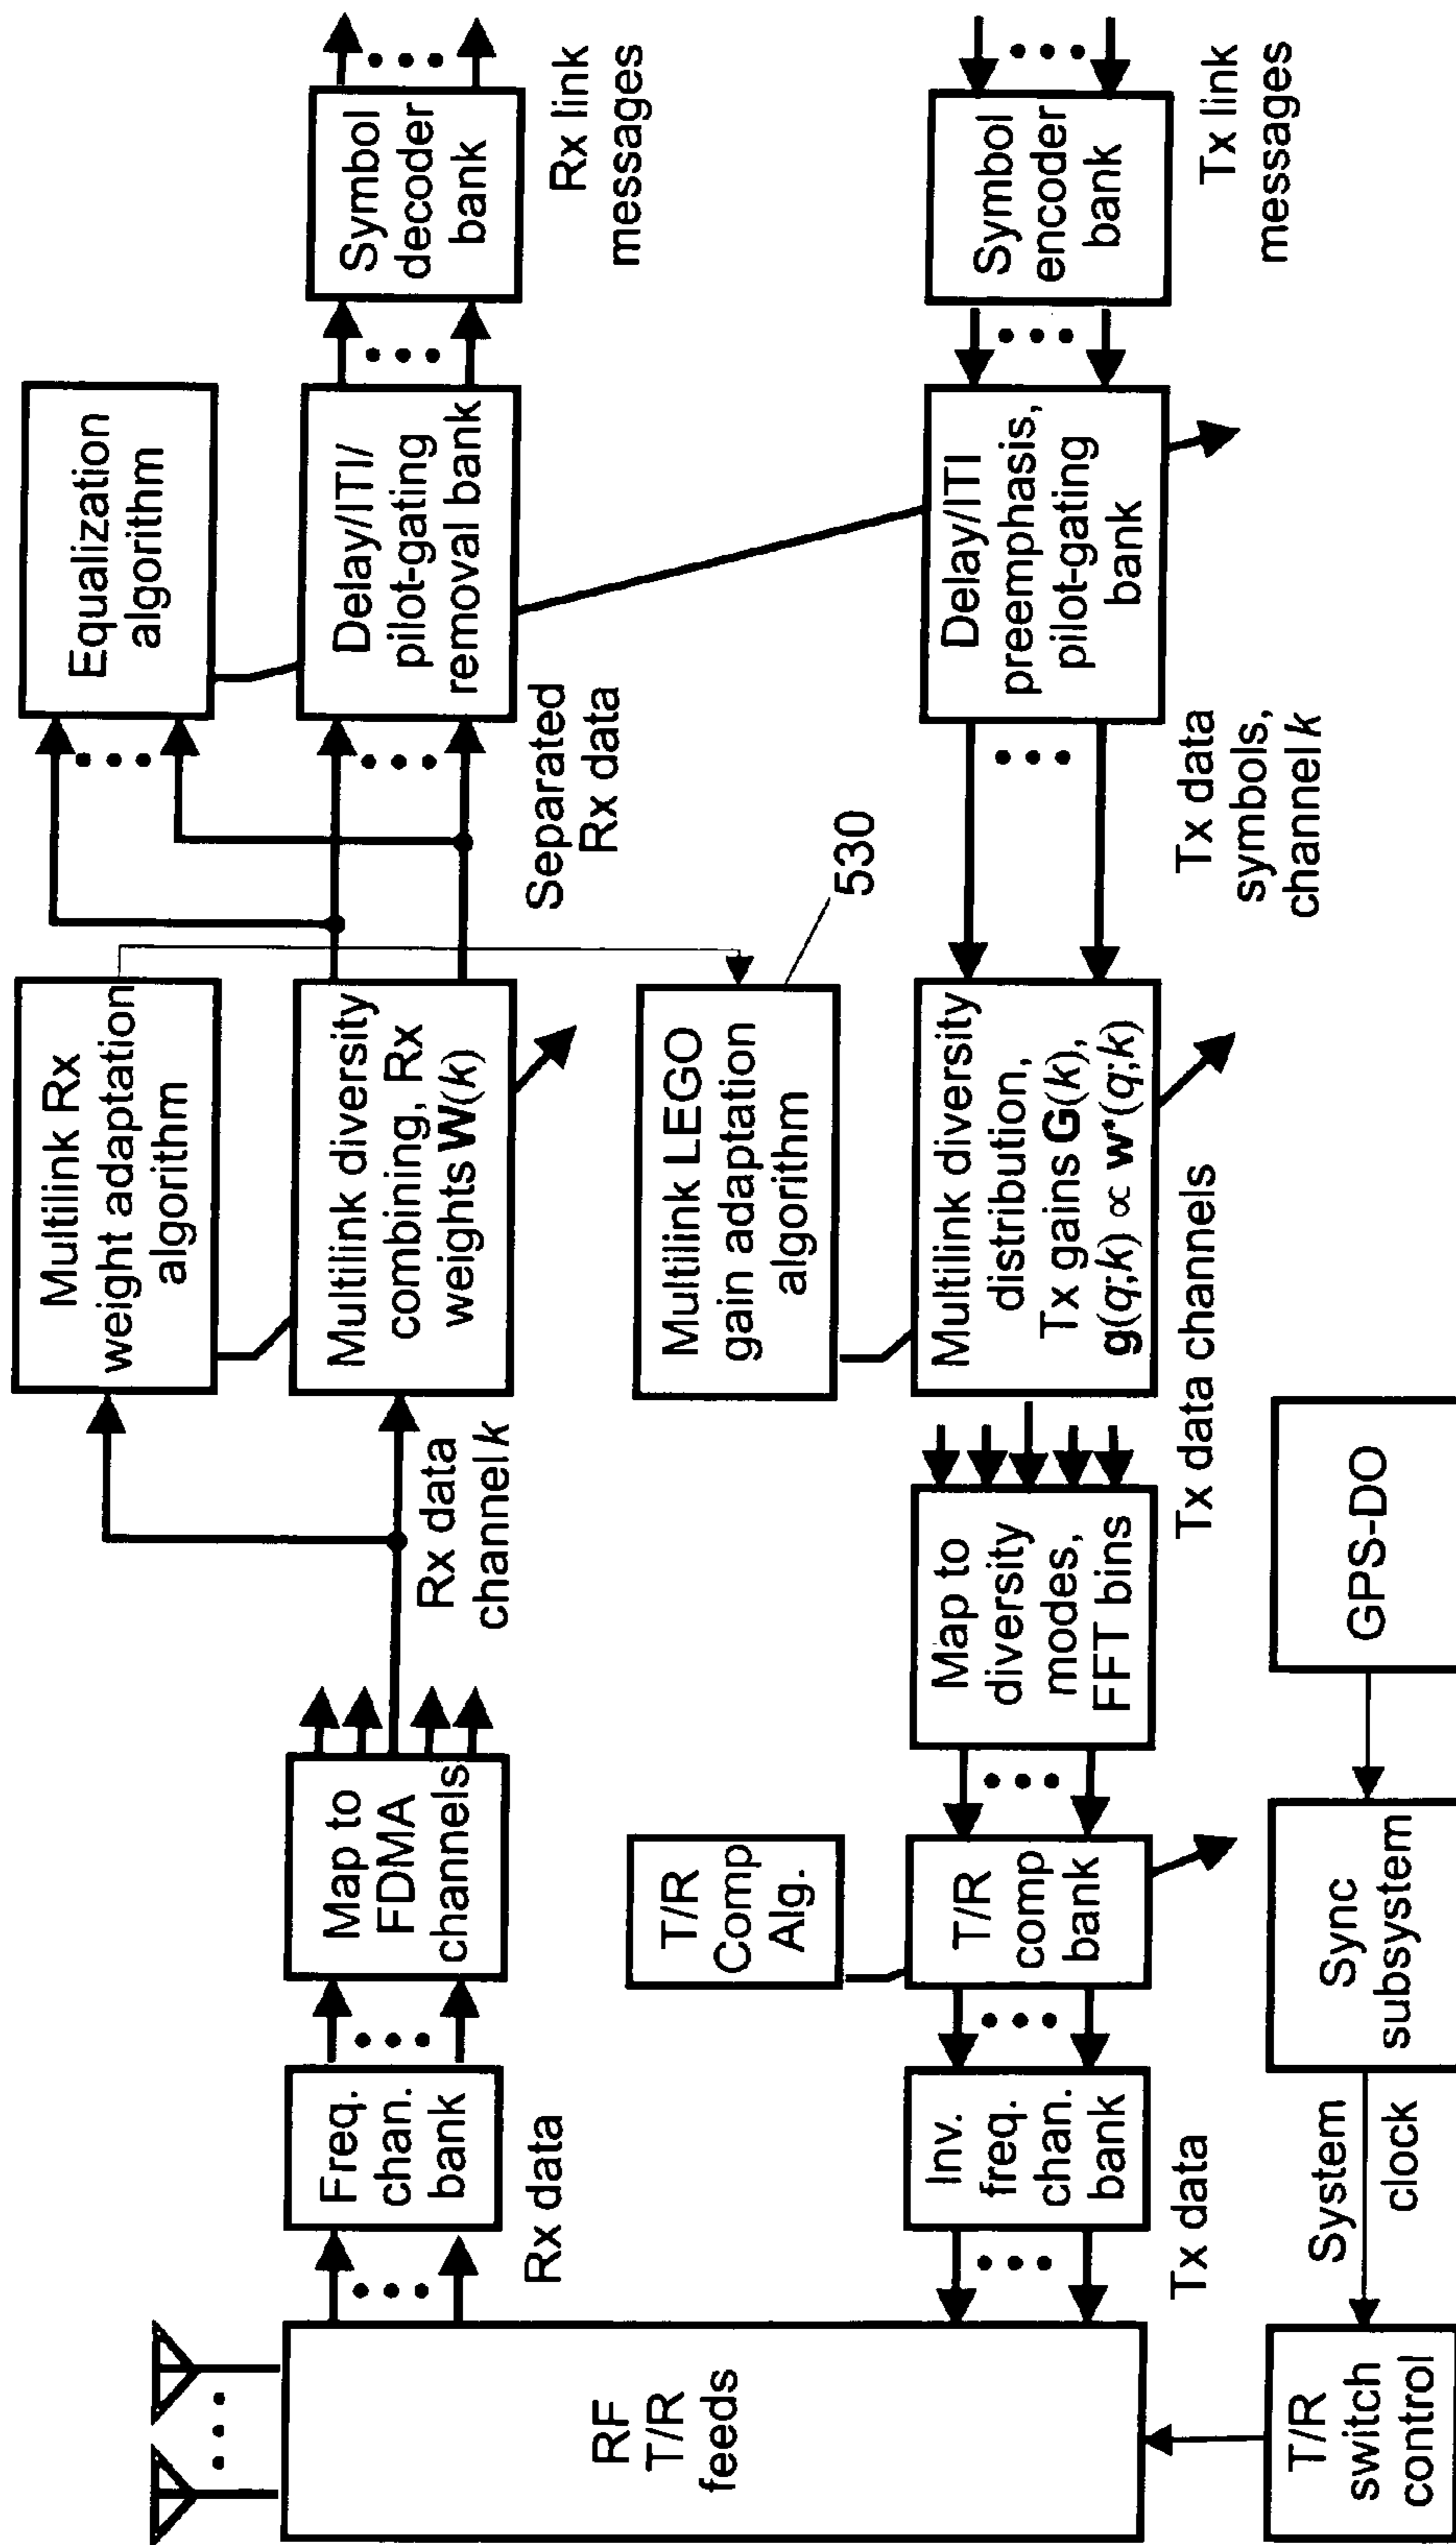 RF
T/R
feeds
Freq.
chan.
bank
Rx data
Map to
FDMA
channels
Rx data
channel k
Multilink Rx
weight adaptation
algorithm
Multilink diversity
combining, Rx
weights W(k)
Separated
Rx data
Equalization
algorithm
Delay/ITI/
pilot-gating
removal bank
Symbol
decoder
bank
Rx link
messages
Multilink LEGO
gain adaptation
algorithm
530
T/R
Comp
Alg.
Inv.
freq.
chan.
bank
Tx data
T/R
comp
bank
Map to
diversity
modes,
FFT bins
Tx data channels
Multilink diversity
distribution,
Tx gains G(k),
g(q;k) ∝ w*(q;k)
Tx data
symbols,
channel k
Delay/ITI
preemphasis,
pilot-gating
bank
Symbol
encoder
bank
Tx link
messages
T/R
switch
control
System
clock
Sync
subsystem
GPS-DO